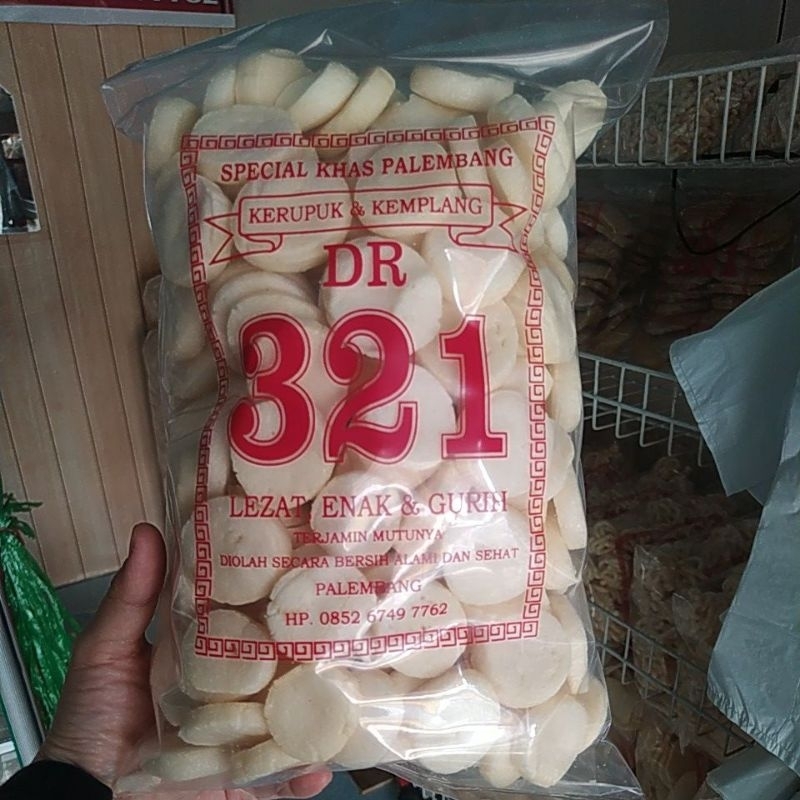 SPECIAL KHAS PALEMBANG
KERUPUK & KEMPLANG
DR
321
LEZAT, ENAK & GURIH
TERJAMIN MUTUNYA
DIOLAH SECARA BERSIH ALAMI DAN SEHAT
PALEMBANG
HP. 0852 6749 7762